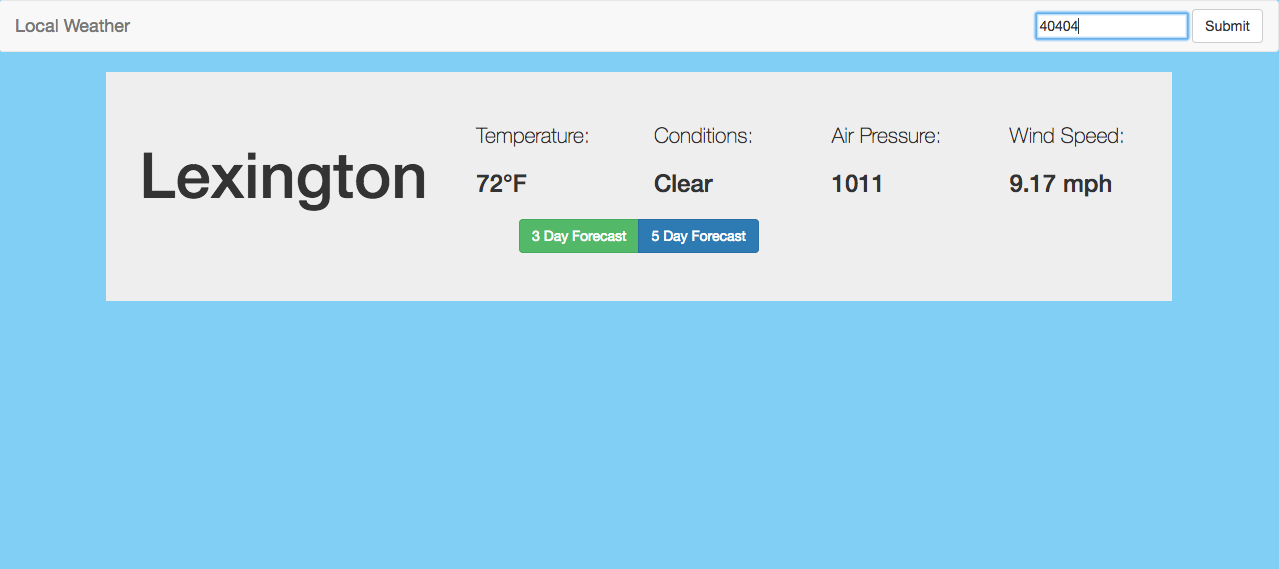 Local Weather
40404
Submit
Lexington
Temperature:
72°F
Conditions:
Clear
Air Pressure:
1011
Wind Speed:
9.17 mph
3 Day Forecast
5 Day Forecast